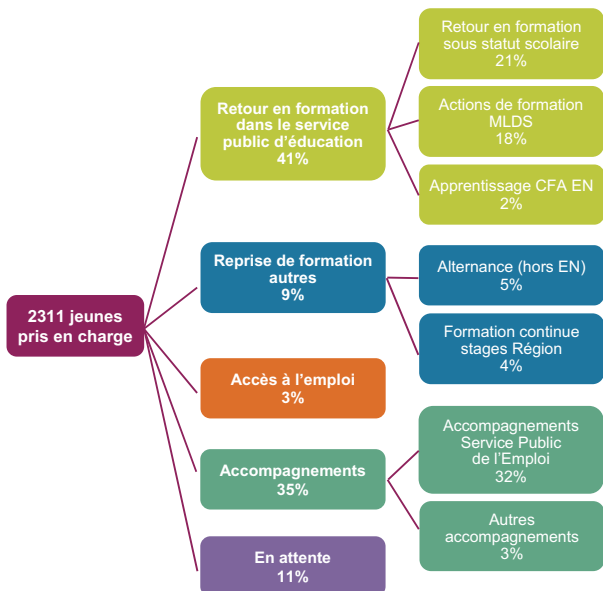 2311 jeunes
pris en charge
Retour en formation
dans le service
public d'éducation
41%
Retour en formation
sous statut scolaire
21%
Actions de formation
MLDS
18%
Apprentissage CFA EN
2%
Reprise de formation
autres
9%
Alternance (hors EN)
5%
Formation continue
stages Région
4%
Accès à l'emploi
3%
Accompagnements
35%
Accompagnements
Service Public
de l'Emploi
32%
Autres
accompagnements
3%
En attente
11%